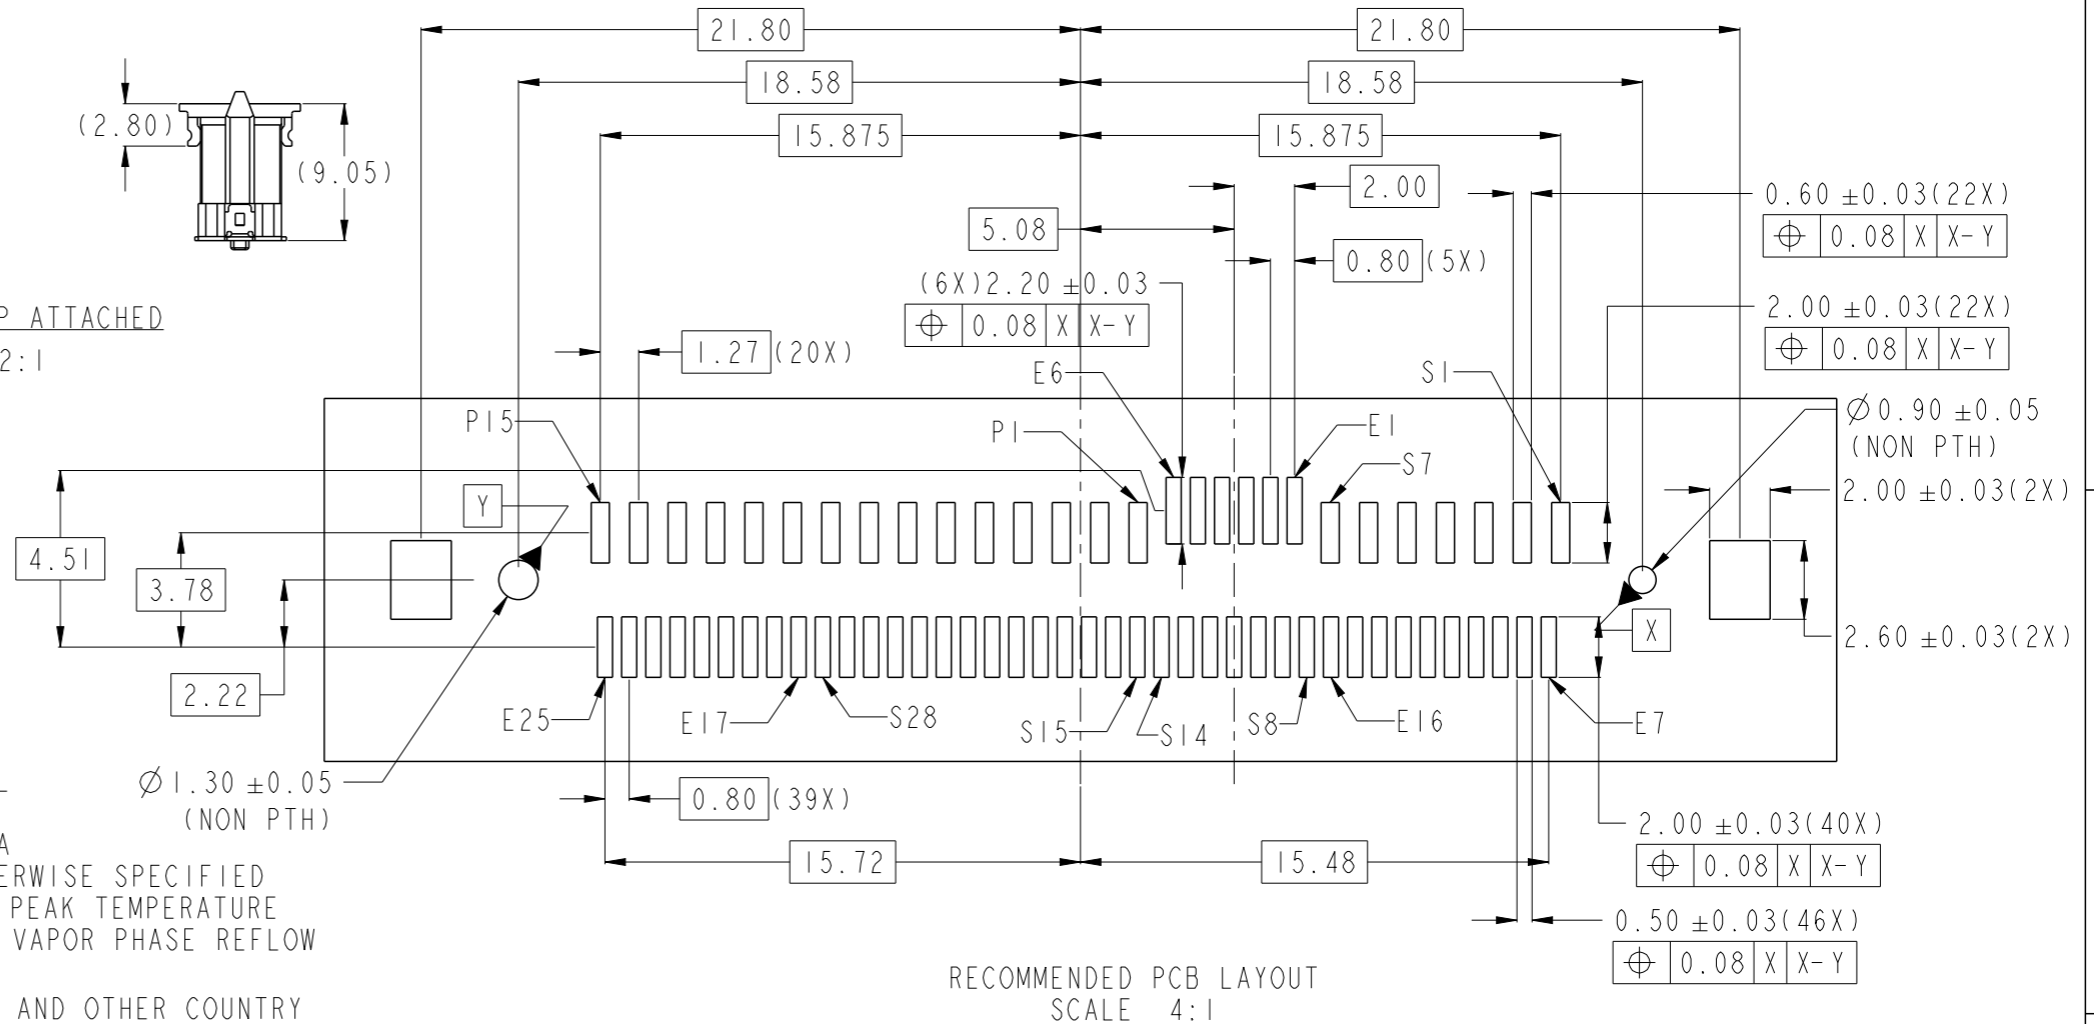 21.80
21.80
18.58
18.58
15.875
15.875
(2.80)
(9.05)
2.00
5.08
0.80 (5X)
0.60 ±0.03(22X)
⌖ 0.08 X X-Y
(6X)2.20 ±0.03
⌖ 0.08 X X-Y
2.00 ±0.03(22X)
⌖ 0.08 X X-Y
P ATTACHED
2:1
1.27 (20X)
E6
S1
P15
P1
E1
S7
Ø0.90 ±0.05
(NON PTH)
2.00 ±0.03(2X)
Y
4.51
3.78
2.22
X
2.60 ±0.03(2X)
E25
E17
S28
S15
S14
S8
E16
E7
Ø1.30 ±0.05
(NON PTH)
0.80 (39X)
15.72
15.48
2.00 ±0.03(40X)
⌖ 0.08 X X-Y
0.50 ±0.03(46X)
⌖ 0.08 X X-Y
A
ERWISE SPECIFIED
PEAK TEMPERATURE
VAPOR PHASE REFLOW
AND OTHER COUNTRY
RECOMMENDED PCB LAYOUT
SCALE 4:1